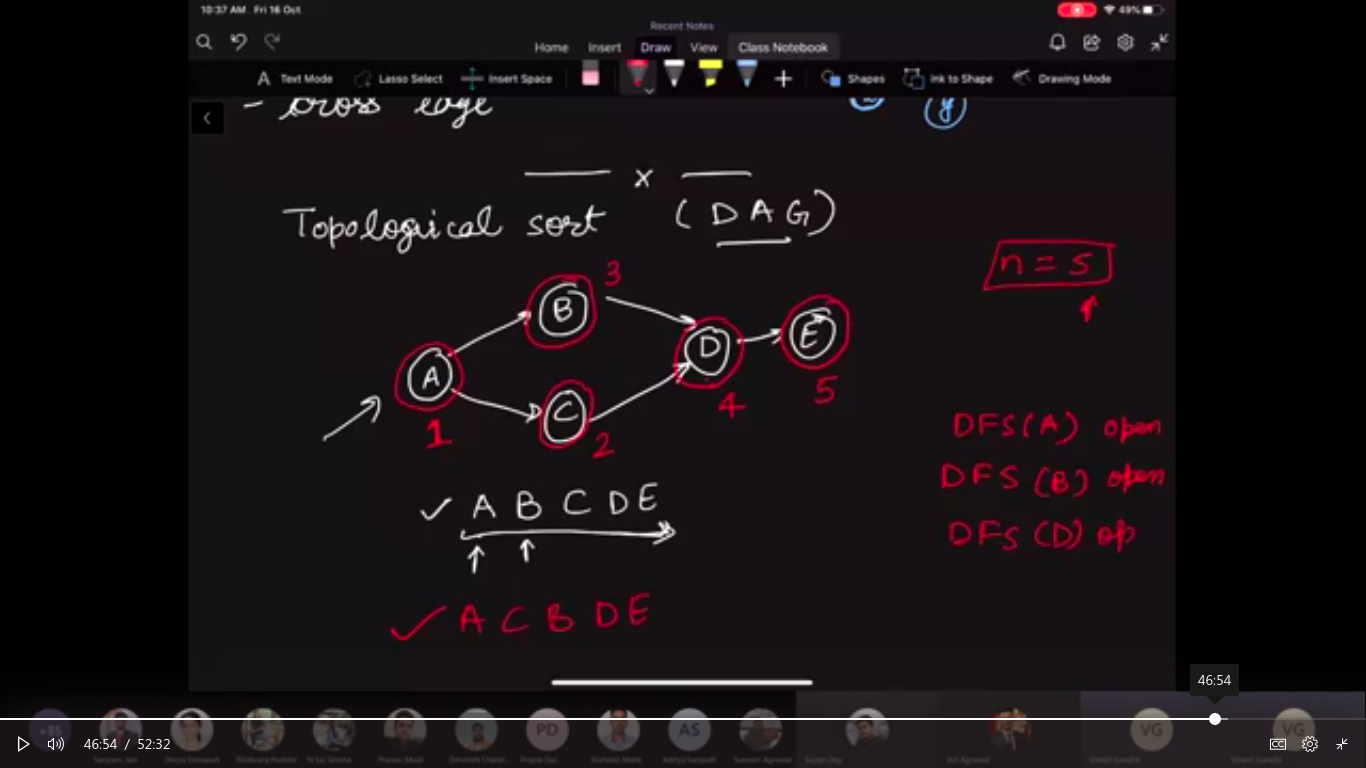 10:37 AM Fri 16 Oct
49%
Recent Notes
Home Insert Draw View Class Notebook
Text Mode Lasso Select Insert Space Shapes Ink to Shape Drawing Mode
- cross edge
y
x
Topological sort (DAG)
n = 5
B 3
A 1
C 2
D 4
E 5
DFS(A) open
DFS (B) open
DFS (D) op
A B C D E
A C B D E
46:54
+85 PD AS VG VG
46:54 / 52:32
CC